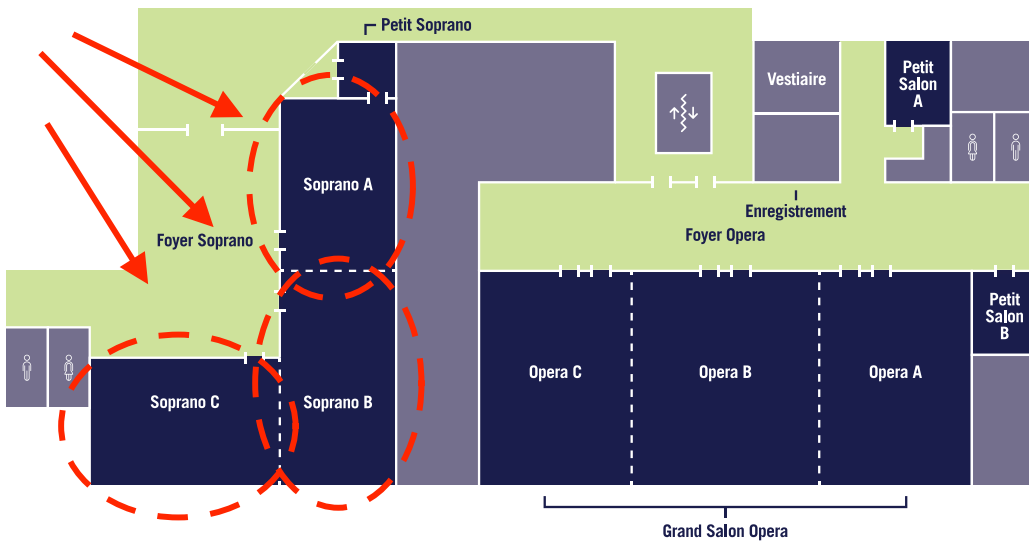 Petit Soprano
Vestiaire
Petit
Salon
A
Soprano A
Enregistrement
Foyer Soprano
Foyer Opera
Petit
Salon
B
Soprano C
Soprano B
Opera C
Opera B
Opera A
Grand Salon Opera